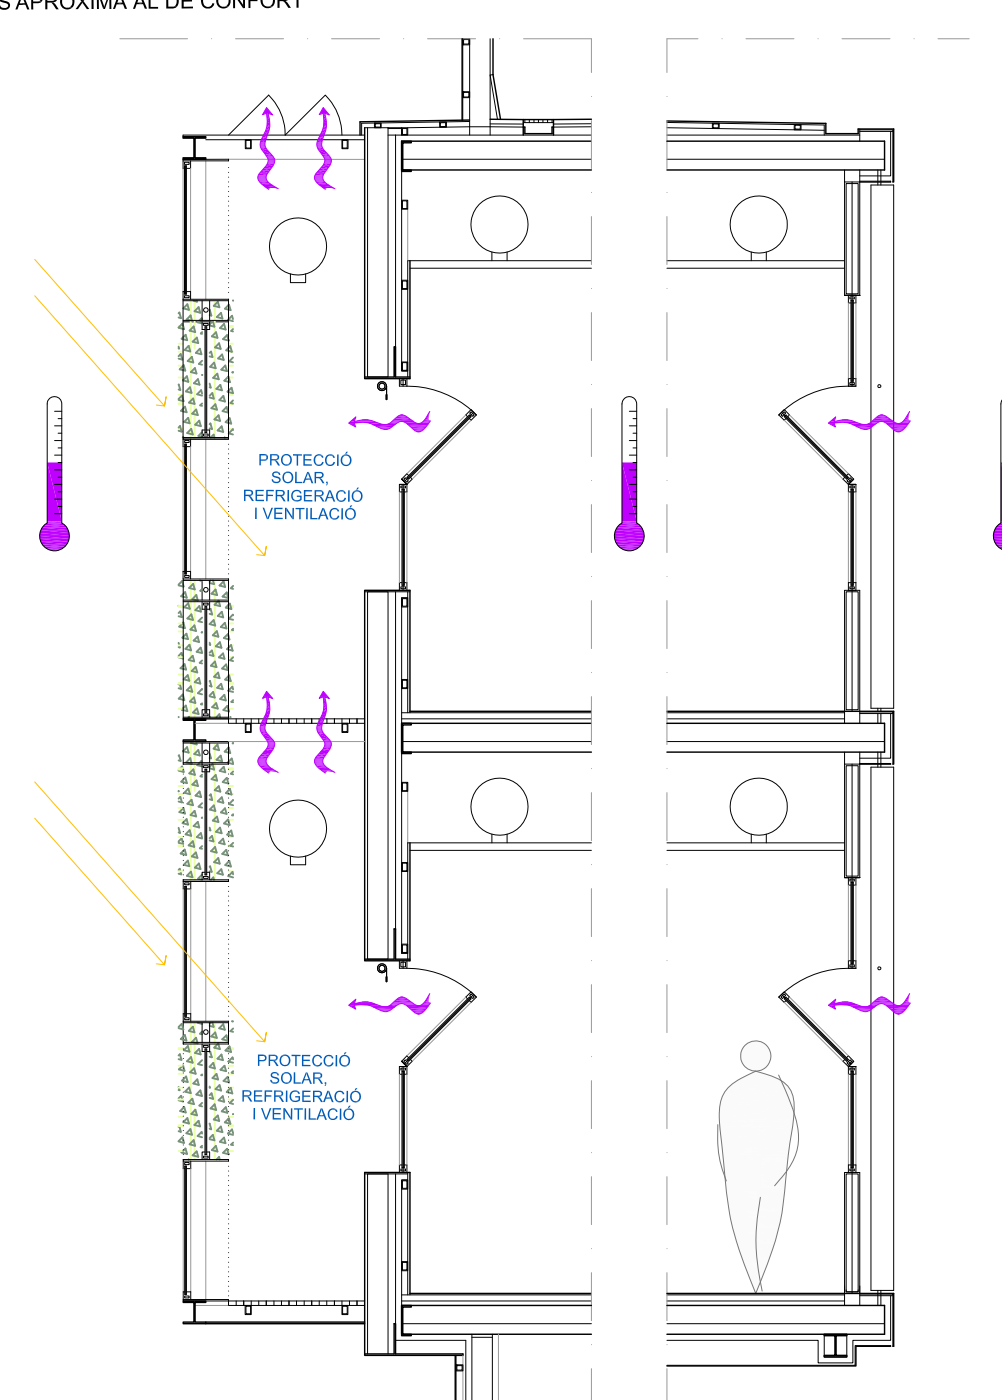 S APROXIMA AL DE CONFORT
PROTECCIÓ
SOLAR,
REFRIGERACIÓ
I VENTILACIÓ
PROTECCIÓ
SOLAR,
REFRIGERACIÓ
I VENTILACIÓ